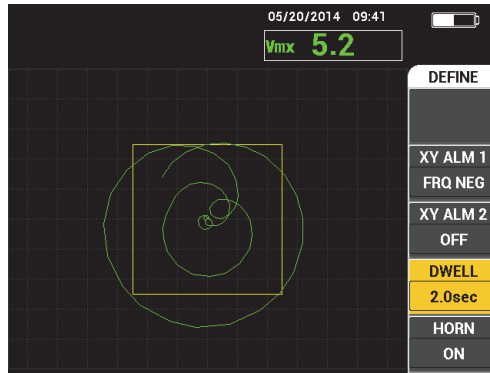 05/20/2014 09:41
Vmx 5.2
DEFINE
XY ALM 1
FRQ NEG
XY ALM 2
OFF
DWELL
2.0sec
HORN
ON